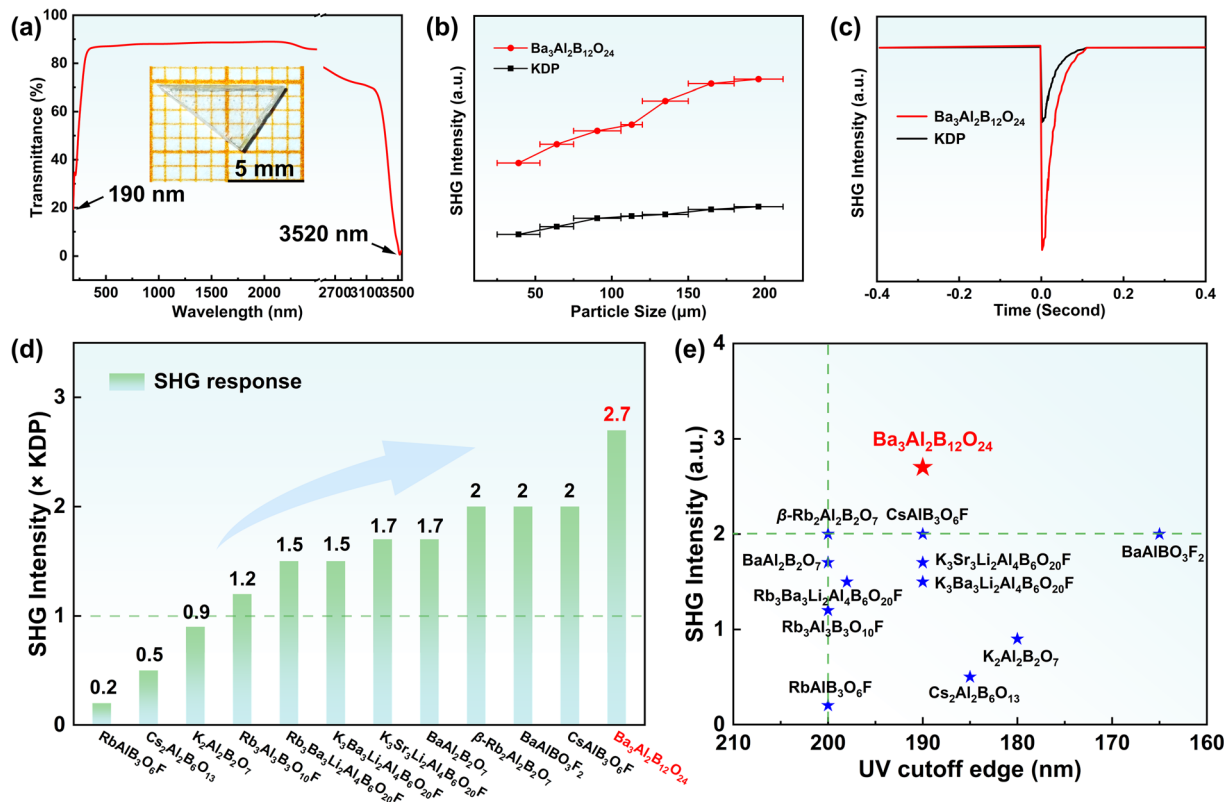 (a)
100
80
60
40
20
0
Transmittance (%)
190 nm
5 mm
3520 nm
500 1000 1500 2000 2700 3100 3500
Wavelength (nm)
(b)
SHG Intensity (a.u.)
Ba₃Al₂B₁₂O₂₄
KDP
50 100 150 200
Particle Size (μm)
(c)
SHG Intensity (a.u.)
Ba₃Al₂B₁₂O₂₄
KDP
-0.4 -0.2 0.0 0.2 0.4
Time (Second)
(d)
SHG Intensity (× KDP)
3
2
1
0
SHG response
0.2
0.5
0.9
1.2
1.5
1.5
1.7
1.7
2
2
2
2.7
RbAlB₃O₆F
Cs₂Al₂B₆O₁₃
K₂Al₂B₂O₇
Rb₃Al₃B₃O₁₀F
Rb₃Ba₃Li₂Al₄B₆O₂₀F
K₃Ba₃Li₂Al₄B₆O₂₀F
K₃Sr₃Li₂Al₄B₆O₂₀F
BaAl₂B₂O₇
β-Rb₂Al₂B₂O₇
BaAlBO₃F₂
CsAlB₃O₆F
Ba₃Al₂B₁₂O₂₄
(e)
SHG Intensity (a.u.)
4
3
2
1
0
Ba₃Al₂B₁₂O₂₄
β-Rb₂Al₂B₂O₇
CsAlB₃O₆F
BaAlBO₃F₂
BaAl₂B₂O₇
K₃Sr₃Li₂Al₄B₆O₂₀F
K₃Ba₃Li₂Al₄B₆O₂₀F
Rb₃Ba₃Li₂Al₄B₆O₂₀F
Rb₃Al₃B₃O₁₀F
K₂Al₂B₂O₇
Cs₂Al₂B₆O₁₃
RbAlB₃O₆F
210 200 190 180 170 160
UV cutoff edge (nm)